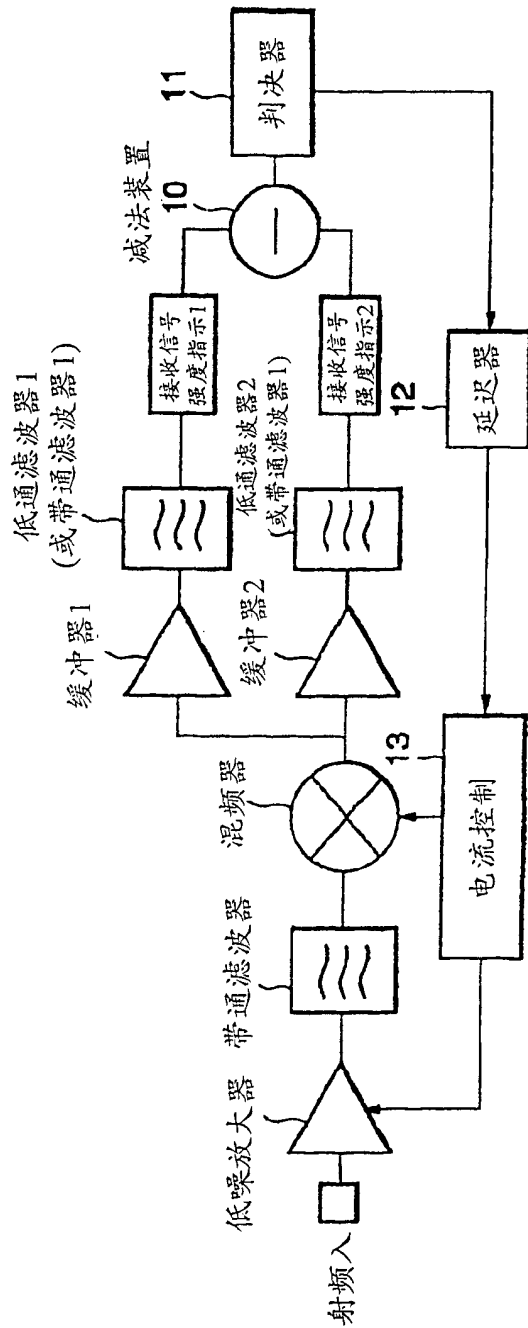 射频入
低噪放大器
带通滤波器
混频器
缓冲器1
缓冲器2
低通滤波器1
(或带通滤波器1)
低通滤波器2
(或带通滤波器1)
接收信号
强度指示1
接收信号
强度指示2
减法装置
10
11
判决器
12
延迟器
13
电流控制